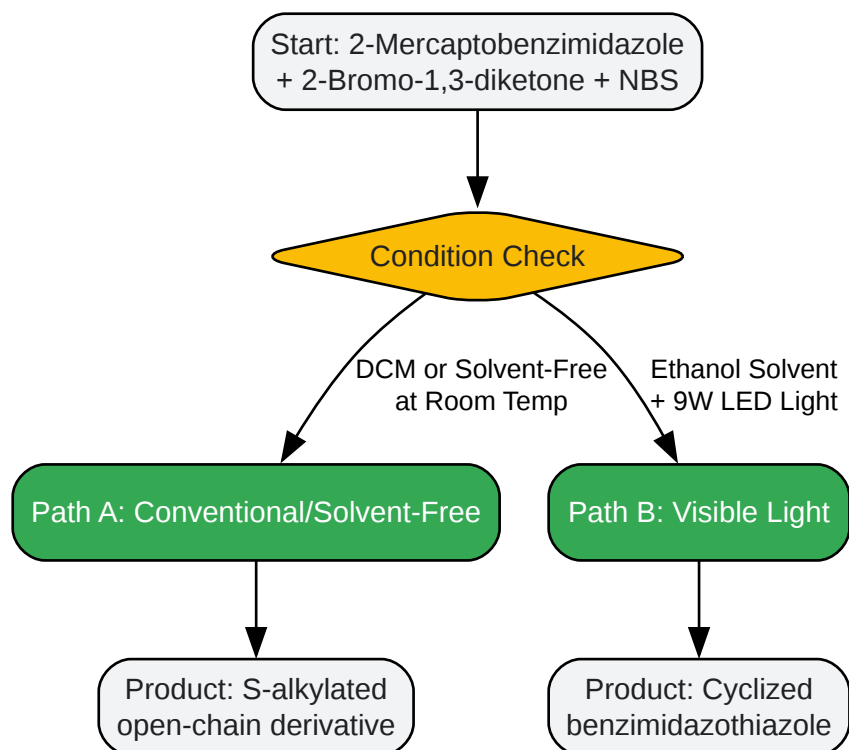 Start: 2-Mercaptobenzimidazole
+ 2-Bromo-1,3-diketone + NBS
Condition Check
DCM or Solvent-Free
at Room Temp
Ethanol Solvent
+ 9W LED Light
Path A: Conventional/Solvent-Free
Path B: Visible Light
Product: S-alkylated
open-chain derivative
Product: Cyclized
benzimidazothiazole